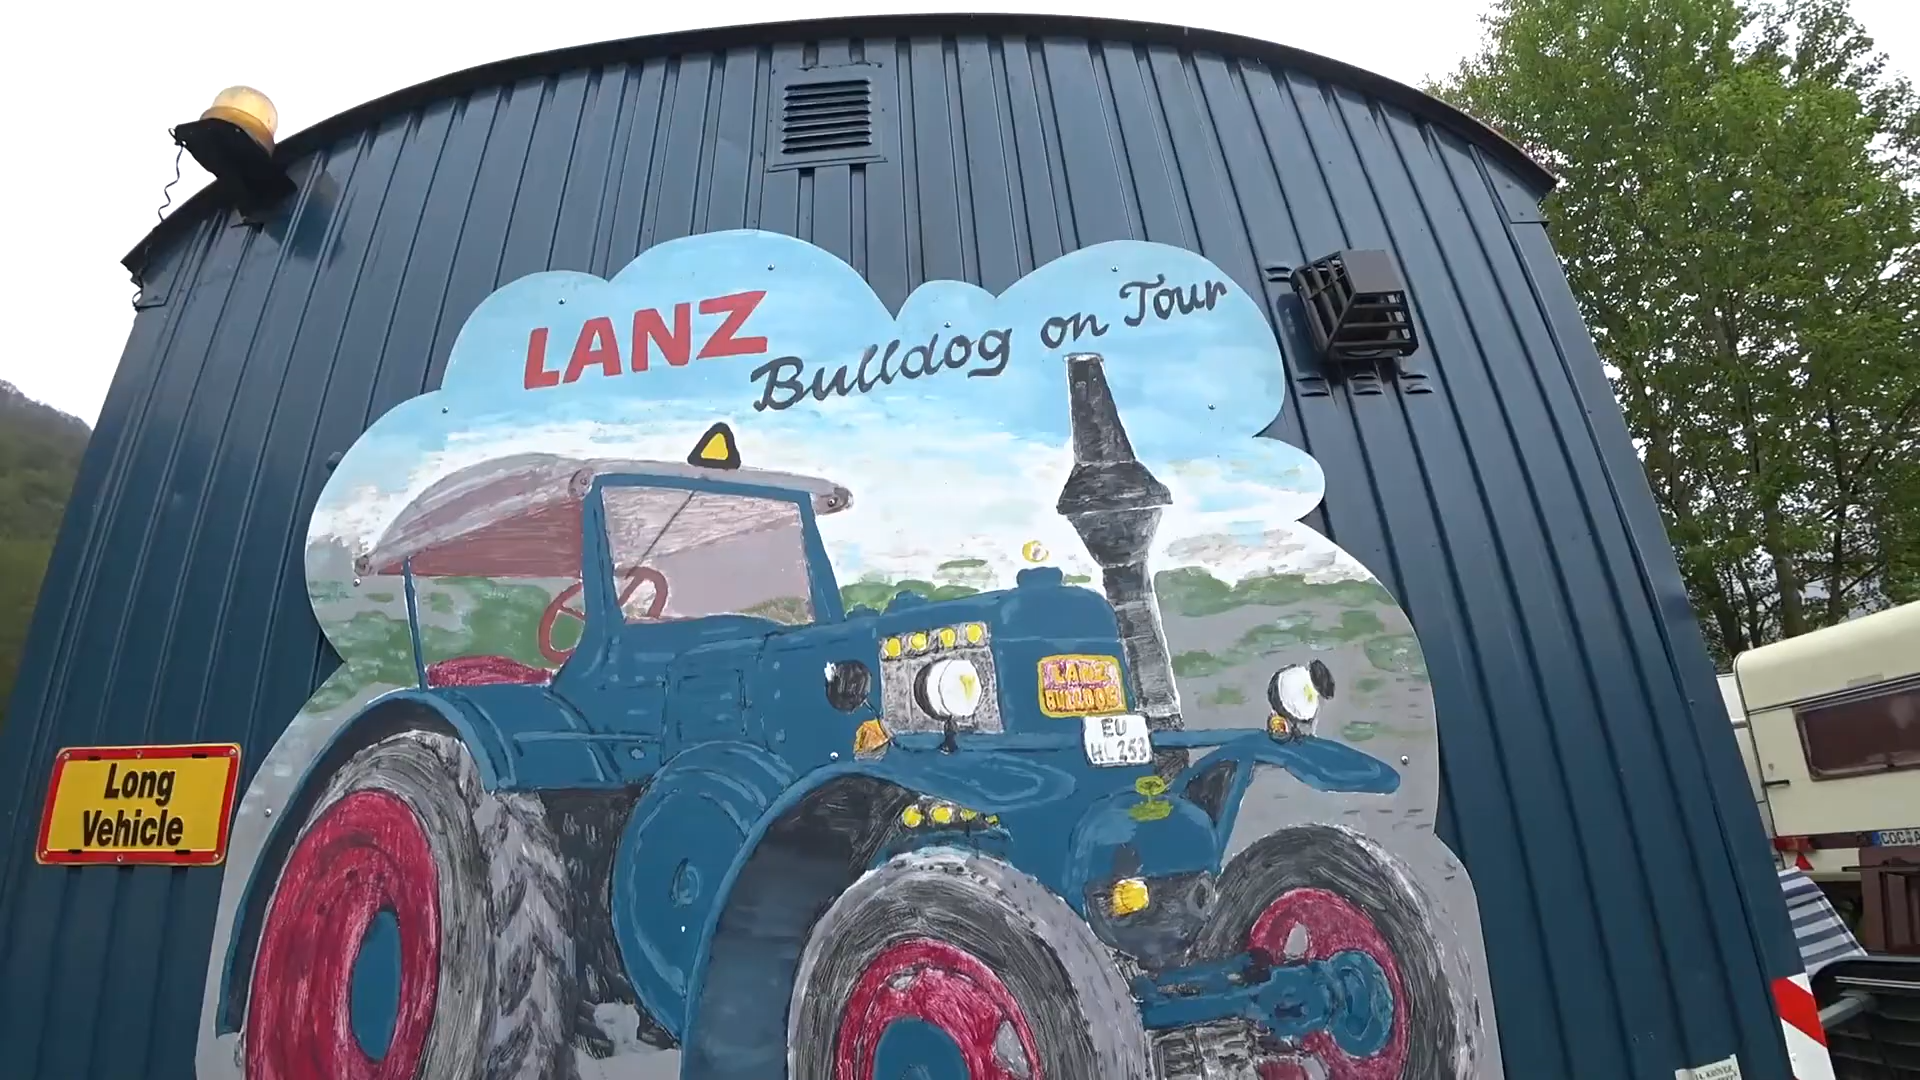 LANZ
Bulldog on Tour
LANZ
BULLDOG
EU
HL 253
Long
Vehicle